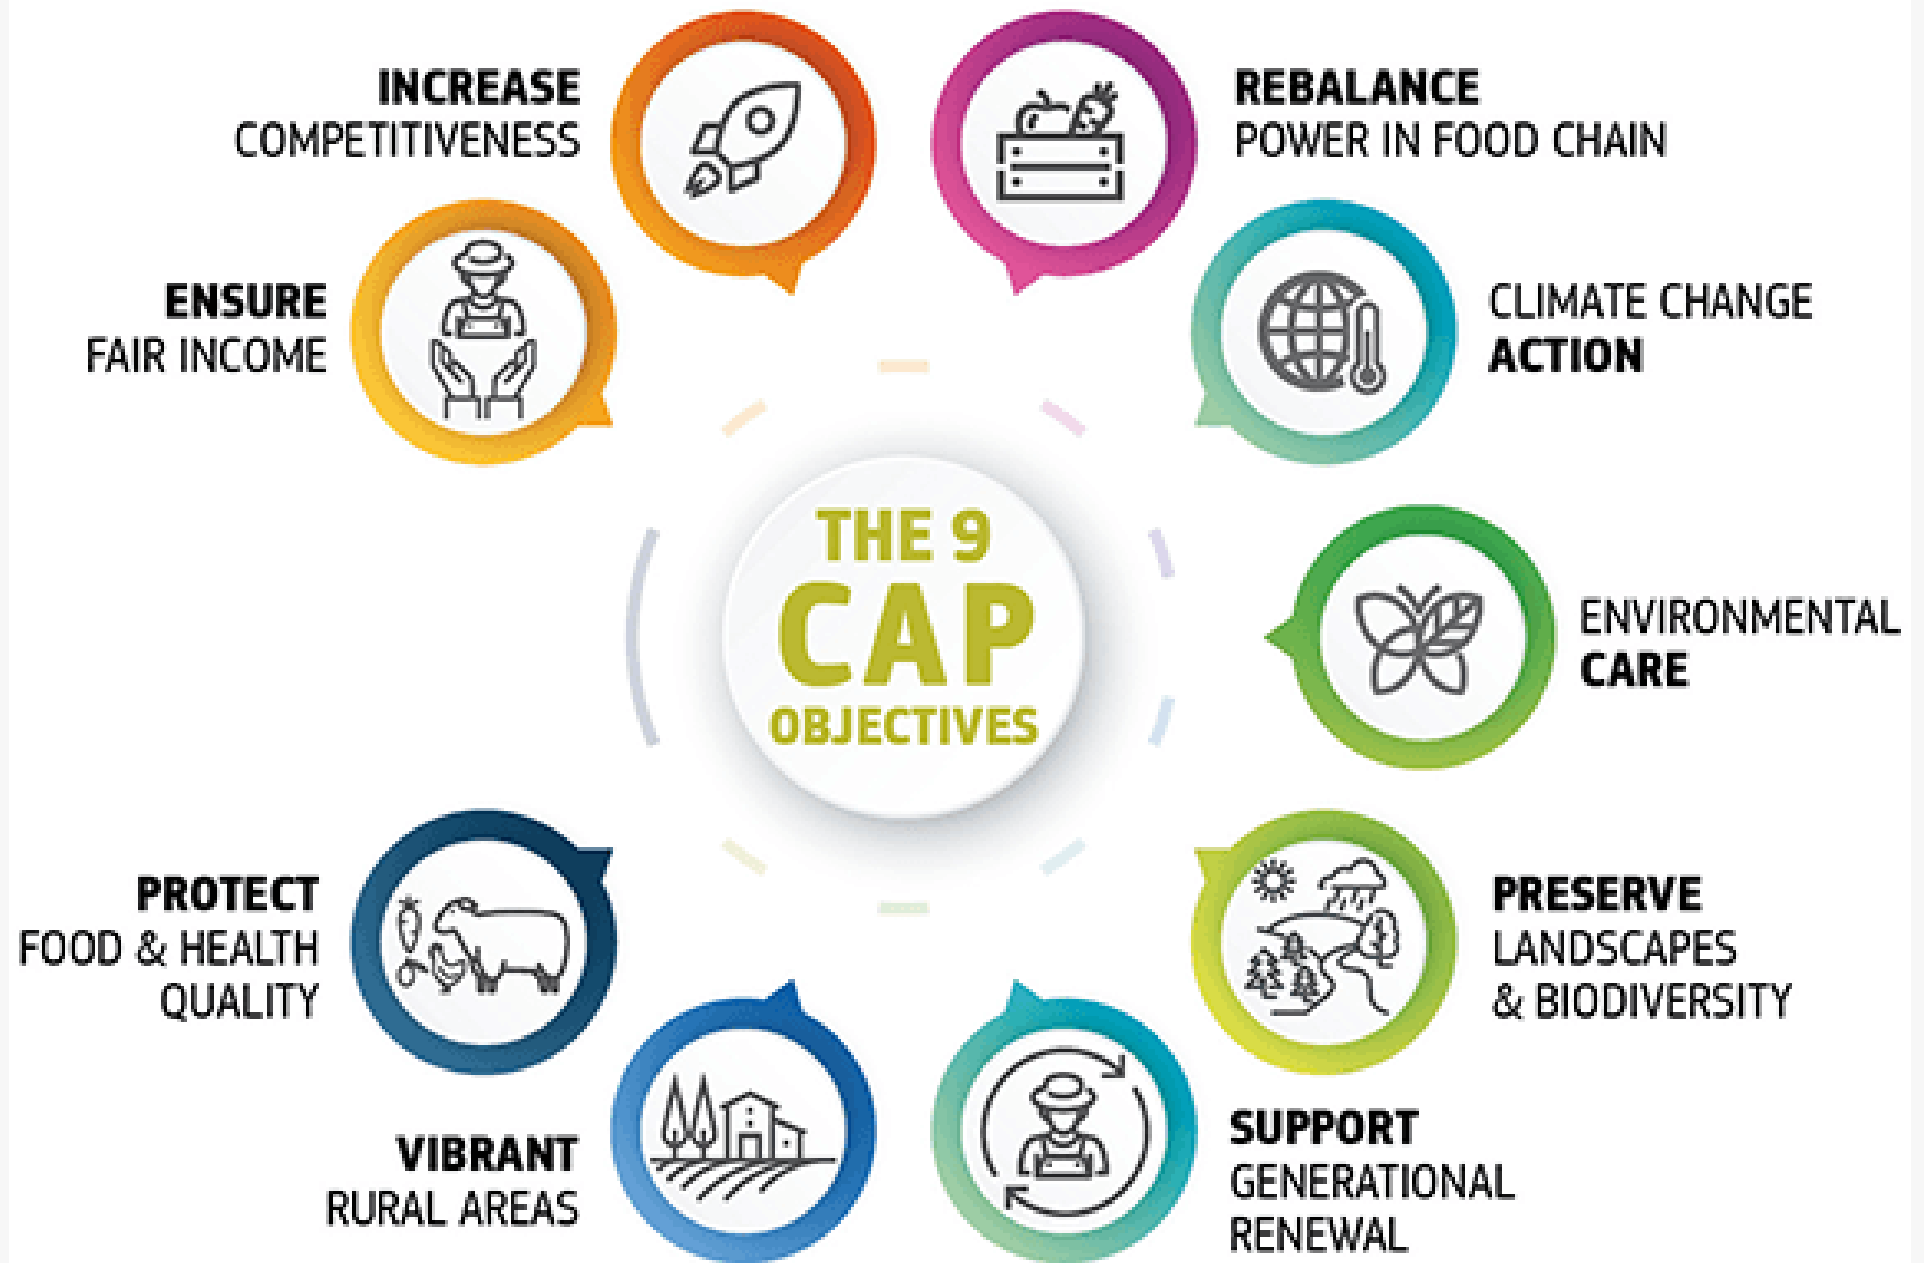 INCREASE
COMPETITIVENESS
REBALANCE
POWER IN FOOD CHAIN
ENSURE
FAIR INCOME
CLIMATE CHANGE
ACTION
THE 9
CAP
OBJECTIVES
ENVIRONMENTAL
CARE
PROTECT
FOOD & HEALTH
QUALITY
PRESERVE
LANDSCAPES
& BIODIVERSITY
VIBRANT
RURAL AREAS
SUPPORT
GENERATIONAL
RENEWAL